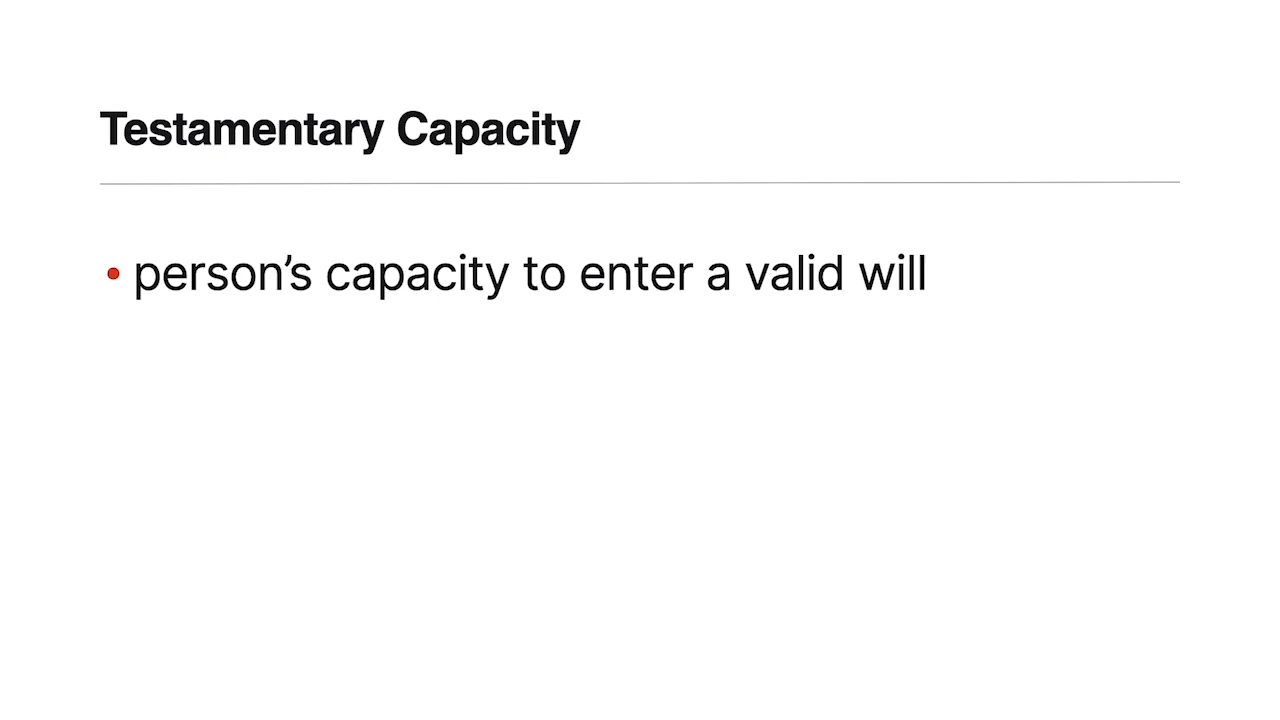 Testamentary Capacity
• person’s capacity to enter a valid will